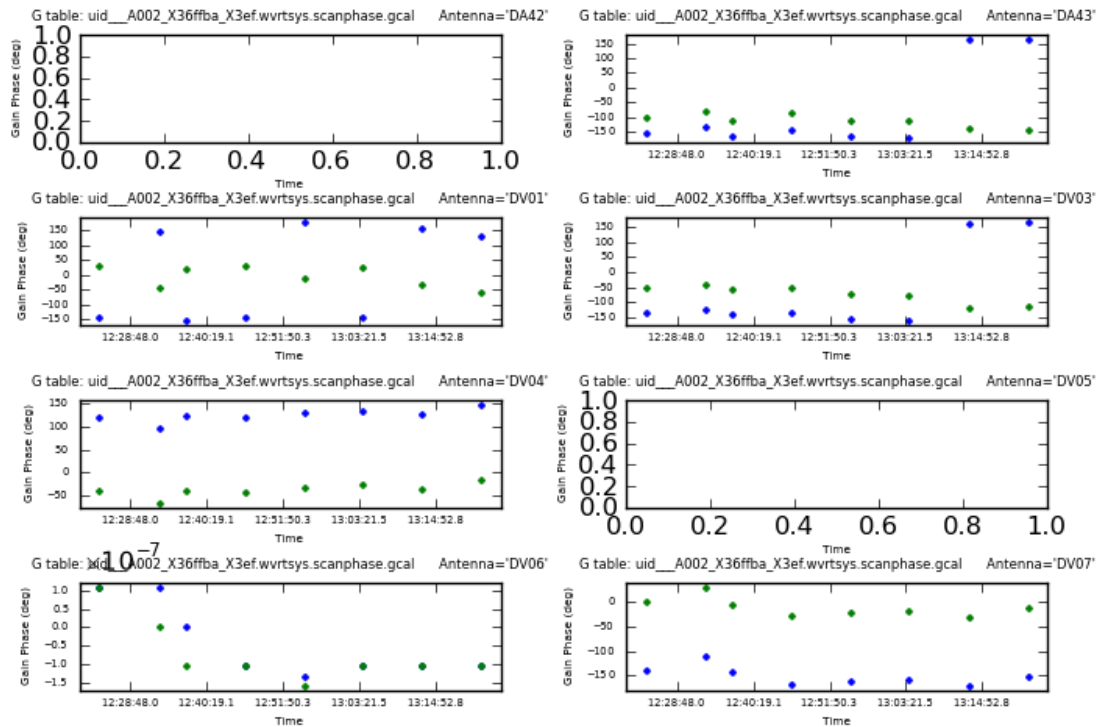 G table: uid___A002_X36ffba_X3ef.wvrtsys.scanphase.gcal Antenna='DA42'
Gain Phase (deg)
1.0
0.8
0.6
0.4
0.2
0.0
0.0 0.2 0.4 0.6 0.8 1.0
Time
G table: uid___A002_X36ffba_X3ef.wvrtsys.scanphase.gcal Antenna='DA43'
Gain Phase (deg)
150
100
50
0
−50
−100
−150
12:28:48.0 12:40:19.1 12:51:50.3 13:03:21.5 13:14:52.8
Time
G table: uid___A002_X36ffba_X3ef.wvrtsys.scanphase.gcal Antenna='DV01'
Gain Phase (deg)
150
100
50
0
−50
−100
−150
12:28:48.0 12:40:19.1 12:51:50.3 13:03:21.5 13:14:52.8
Time
G table: uid___A002_X36ffba_X3ef.wvrtsys.scanphase.gcal Antenna='DV03'
Gain Phase (deg)
150
100
50
0
−50
−100
−150
12:28:48.0 12:40:19.1 12:51:50.3 13:03:21.5 13:14:52.8
Time
G table: uid___A002_X36ffba_X3ef.wvrtsys.scanphase.gcal Antenna='DV04'
Gain Phase (deg)
150
100
50
0
−50
12:28:48.0 12:40:19.1 12:51:50.3 13:03:21.5 13:14:52.8
Time
G table: uid___A002_X36ffba_X3ef.wvrtsys.scanphase.gcal Antenna='DV05'
Gain Phase (deg)
1.0
0.8
0.6
0.4
0.2
0.0
0.0 0.2 0.4 0.6 0.8 1.0
Time
×10⁻⁷
G table: uid___A002_X36ffba_X3ef.wvrtsys.scanphase.gcal Antenna='DV06'
Gain Phase (deg)
1.0
0.5
0.0
−0.5
−1.0
−1.5
12:28:48.0 12:40:19.1 12:51:50.3 13:03:21.5 13:14:52.8
Time
G table: uid___A002_X36ffba_X3ef.wvrtsys.scanphase.gcal Antenna='DV07'
Gain Phase (deg)
0
−50
−100
−150
12:28:48.0 12:40:19.1 12:51:50.3 13:03:21.5 13:14:52.8
Time